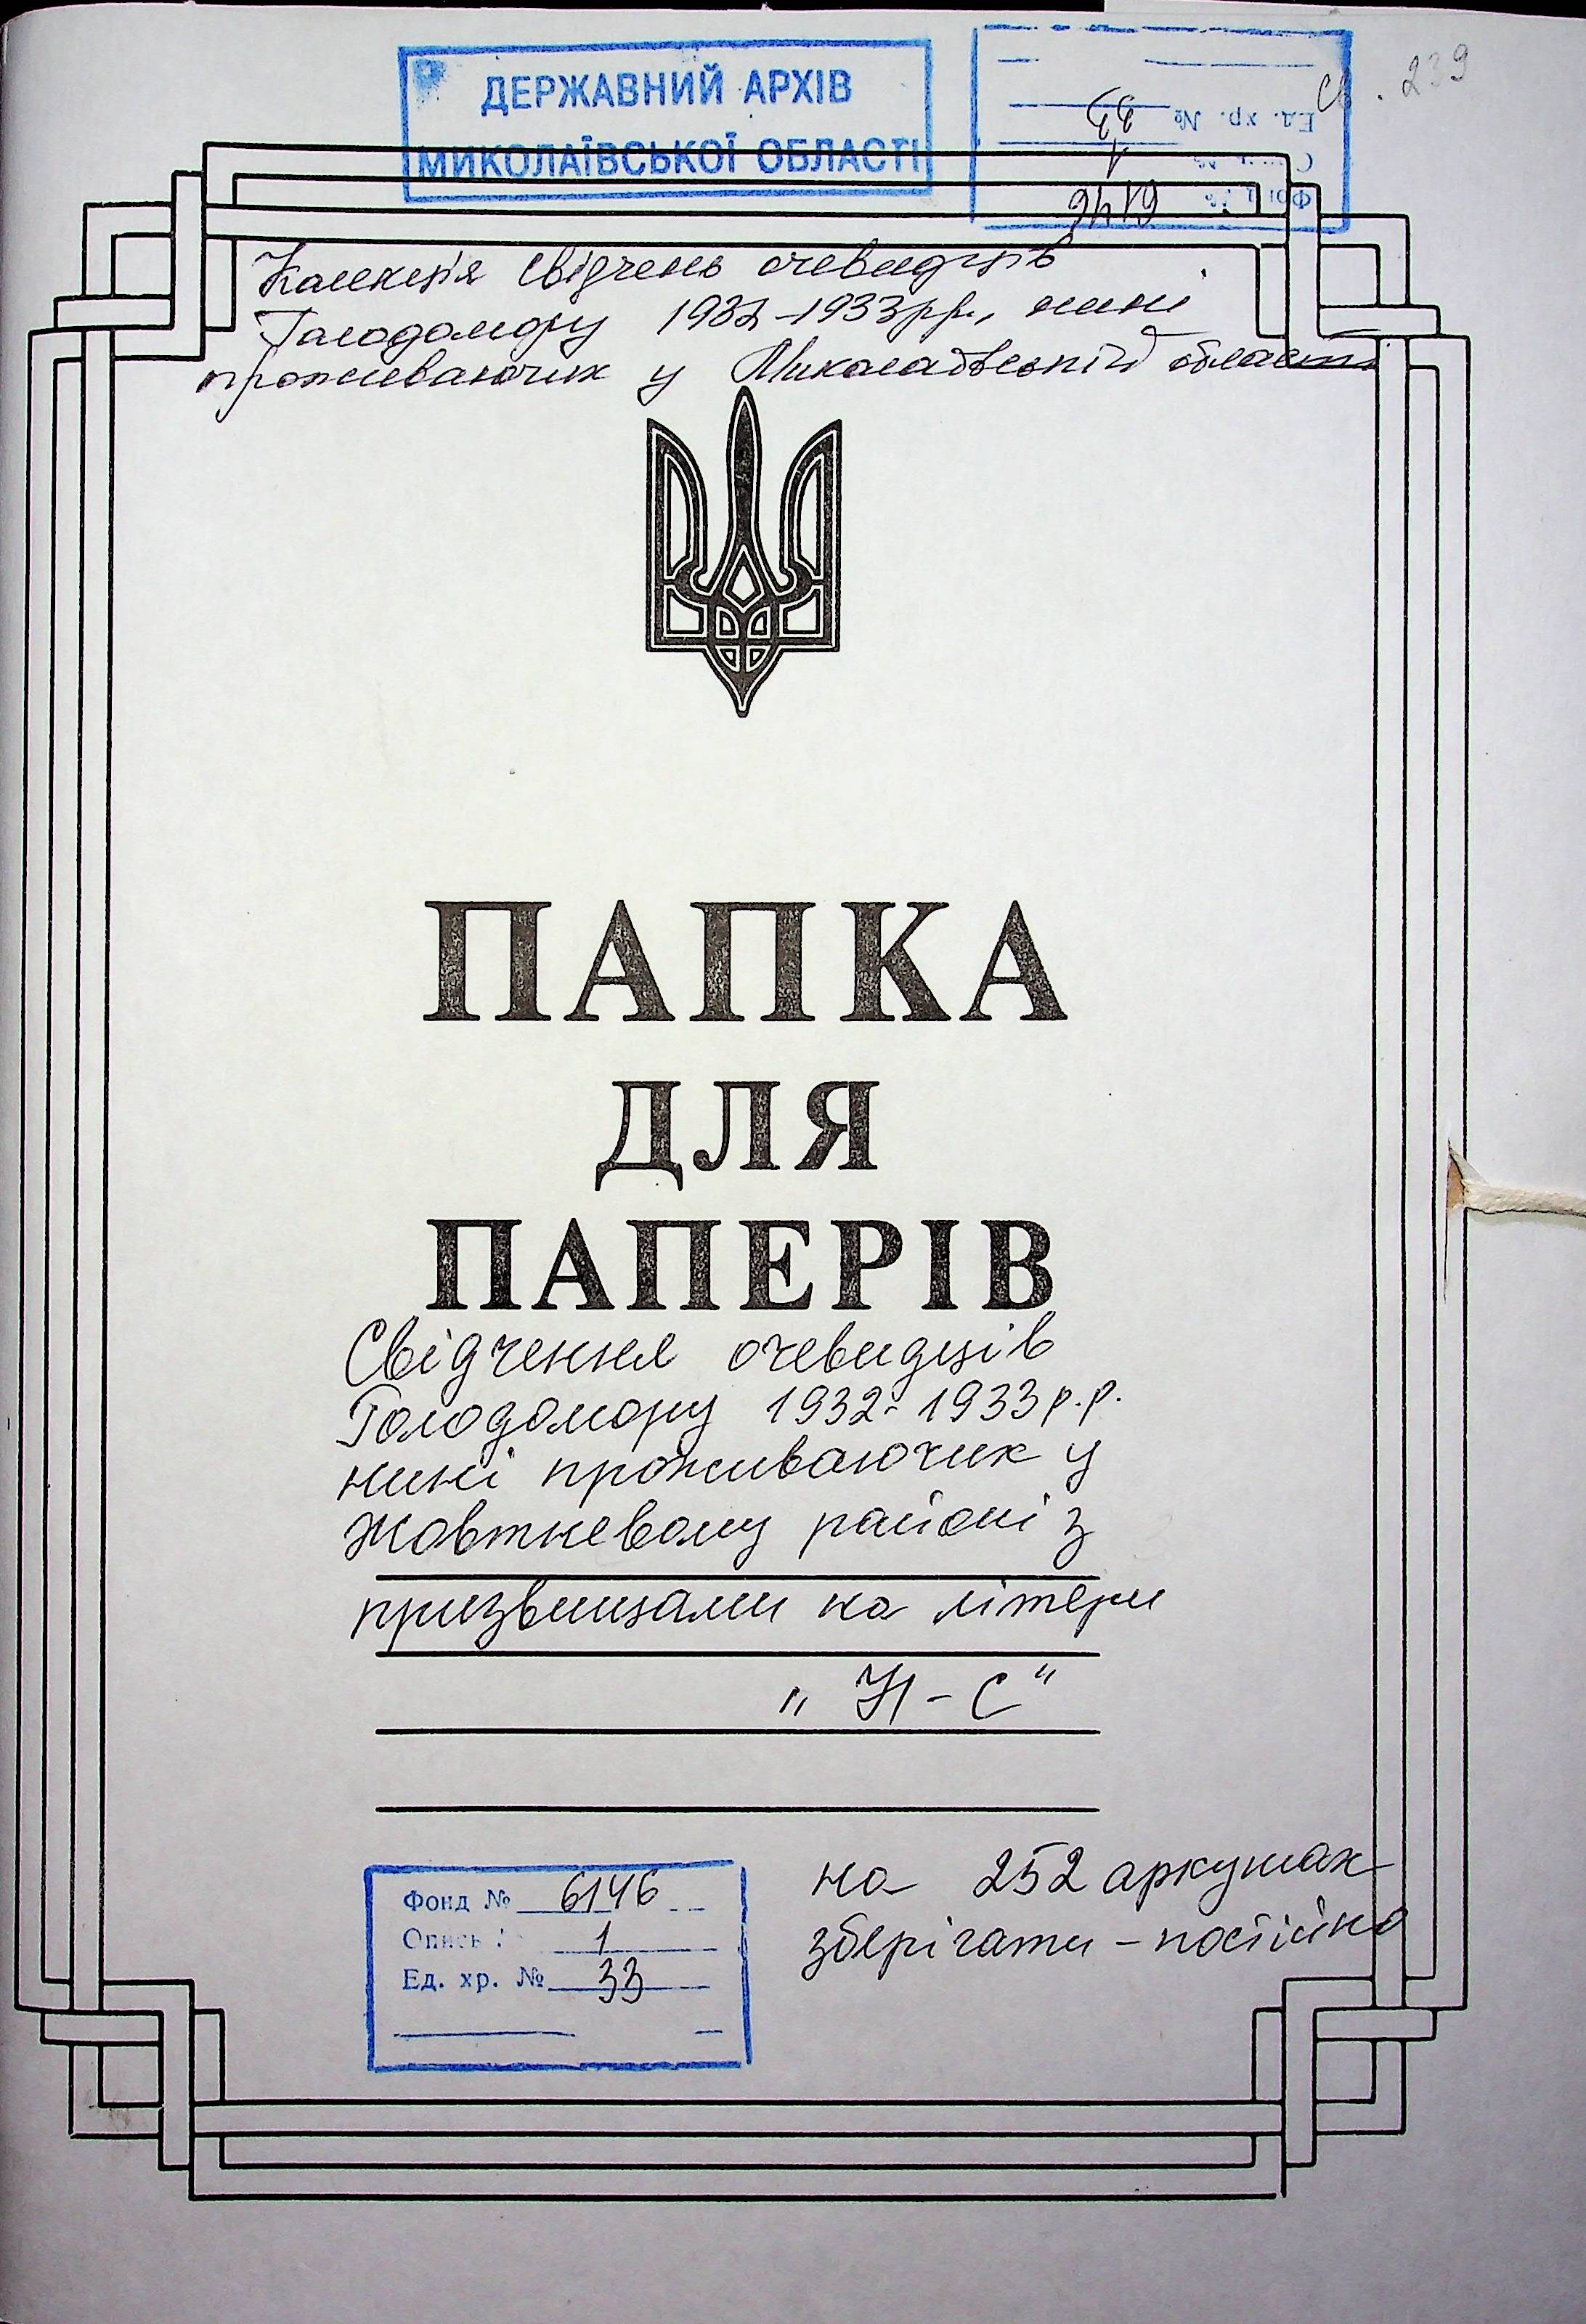 ДЕРЖАВНИЙ АРХІВ
МИКОЛАЇВСЬКОЇ ОБЛАСТІ
Фонд № 6146
1
Ед. хр. № 33
239
Колекція свідчень очевидців
Голодомору 1932-1933рр., нині
проживаючих у Миколаївській області
ПАПКА
ДЛЯ
ПАПЕРІВ
Свідчення очевидців
Голодомору 1932-1933р.р.
нині проживаючих у
Жовтневому районі з
призвищами на літери
"Н-С"
на 252 аркушах
зберігати - постійно
Фонд № 6146
Опись 1
Ед. хр. № 33